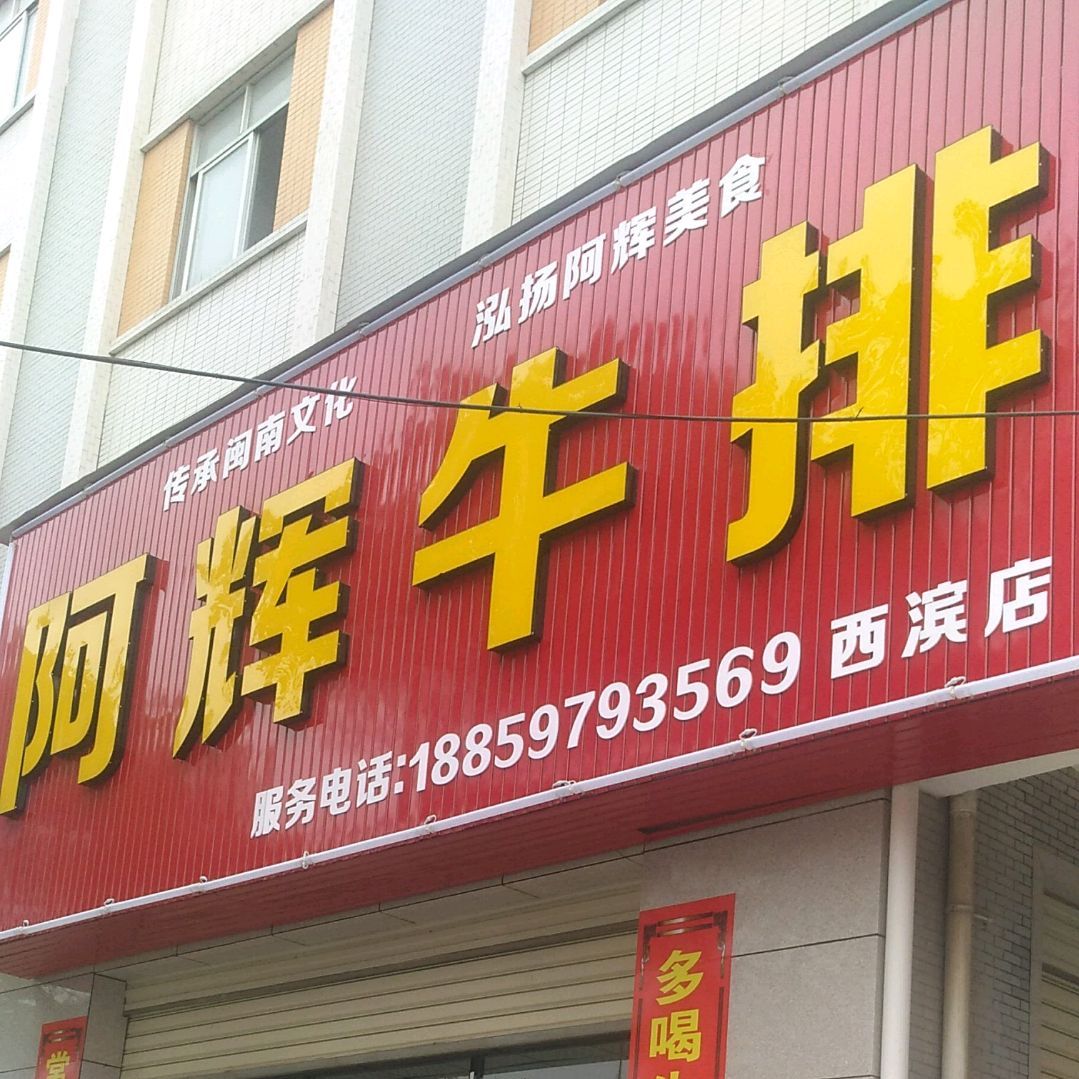 传承闽南文化 泓扬阿辉美食
阿辉牛排
服务电话:18859793569 西滨店
多喝